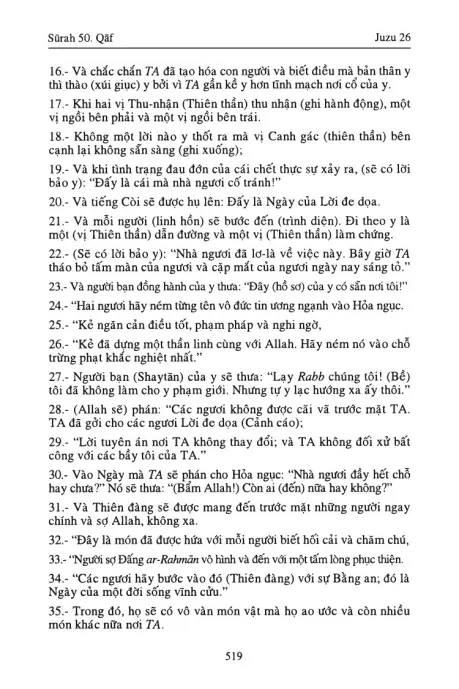 Sūrah 50. Qāf Juzu 26
16.- Và chắc chắn TA đã tạo hóa con người và biết điều mà bản thân y
thì thào (xúi giục) y bởi vì TA gần kề y hơn tĩnh mạch nơi cổ của y.
17.- Khi hai vị Thu-nhận (Thiên thần) thu nhận (ghi hành động), một
vị ngồi bên phải và một vị ngồi bên trái.
18.- Không một lời nào y thốt ra mà vị Canh gác (thiên thần) bên
cạnh lại không sẵn sàng (ghi xuống);
19.- Và khi tình trạng đau đớn của cái chết thực sự xảy ra, (sẽ có lời
bảo y): “Đấy là cái mà nhà ngươi cố tránh!”
20.- Và tiếng Còi sẽ được hụ lên: Đấy là Ngày của Lời đe dọa.
21.- Và mỗi người (linh hồn) sẽ bước đến (trình diện). Đi theo y là
một (vị Thiên thần) dẫn đường và một vị (Thiên thần) làm chứng.
22.- (Sẽ có lời bảo y): “Nhà ngươi đã lơ-là về việc này. Bây giờ TA
tháo bỏ tấm màn của ngươi và cặp mắt của ngươi ngày nay sáng tỏ.”
23.- Và người bạn đồng hành của y thưa: “Đây (hồ sơ) của y có sẵn nơi tôi!”
24.- “Hai ngươi hãy ném từng tên vô đức tin ương ngạnh vào Hỏa ngục.
25.- “Kẻ ngăn cản điều tốt, phạm pháp và nghi ngờ,
26.- “Kẻ đã dựng một thần linh cùng với Allah. Hãy ném nó vào chỗ
trừng phạt khắc nghiệt nhất.”
27.- Người bạn (Shaytān) của y sẽ thưa: “Lạy Rabb chúng tôi! (Bề)
tôi đã không làm cho y phạm giới. Nhưng tự y lạc hướng xa ấy thôi.”
28.- (Allah sẽ) phán: “Các ngươi không được cãi vã trước mặt TA.
TA đã gởi cho các ngươi Lời đe dọa (Cảnh cáo);
29.- “Lời tuyên án nơi TA không thay đổi; và TA không đối xử bất
công với các bầy tôi của TA.”
30.- Vào Ngày mà TA sẽ phán cho Hỏa ngục: “Nhà ngươi đầy hết chỗ
hay chưa?” Nó sẽ thưa: “(Bẩm Allah!) Còn ai (đến) nữa hay không?”
31.- Và Thiên đàng sẽ được mang đến trước mặt những người ngay
chính và sợ Allah, không xa.
32.- “Đây là món đã được hứa với mỗi người biết hối cải và chăm chú,
33.- “Người sợ Đấng ar-Rahmān vô hình và đến với một tấm lòng phục thiện.
34.- “Các ngươi hãy bước vào đó (Thiên đàng) với sự Bằng an; đó là
Ngày của một đời sống vĩnh cửu.”
35.- Trong đó, họ sẽ có vô vàn món vật mà họ ao ước và còn nhiều
món khác nữa nơi TA.
519